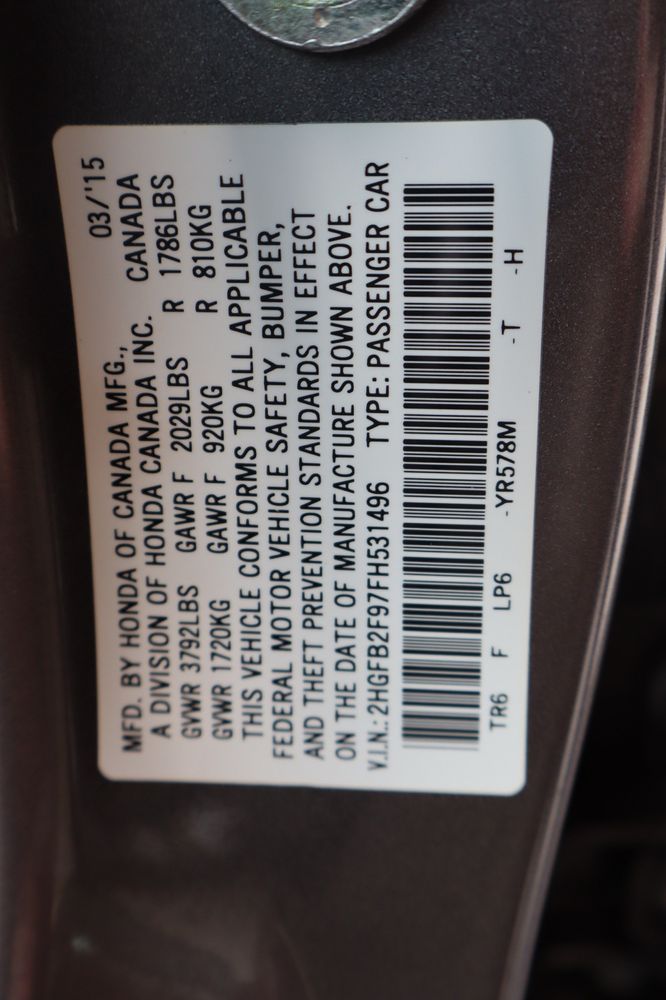 MFD. BY HONDA OF CANADA MFG., 03/'15
A DIVISION OF HONDA CANADA INC. CANADA
GVWR 3792LBS GAWR F 2029LBS R 1786LBS
GVWR 1720KG GAWR F 920KG R 810KG
THIS VEHICLE CONFORMS TO ALL APPLICABLE
FEDERAL MOTOR VEHICLE SAFETY, BUMPER,
AND THEFT PREVENTION STANDARDS IN EFFECT
ON THE DATE OF MANUFACTURE SHOWN ABOVE.
V.I.N.: 2HGFB2F97FH531496 TYPE: PASSENGER CAR
TR6 F LP6 -YR578M -T -H